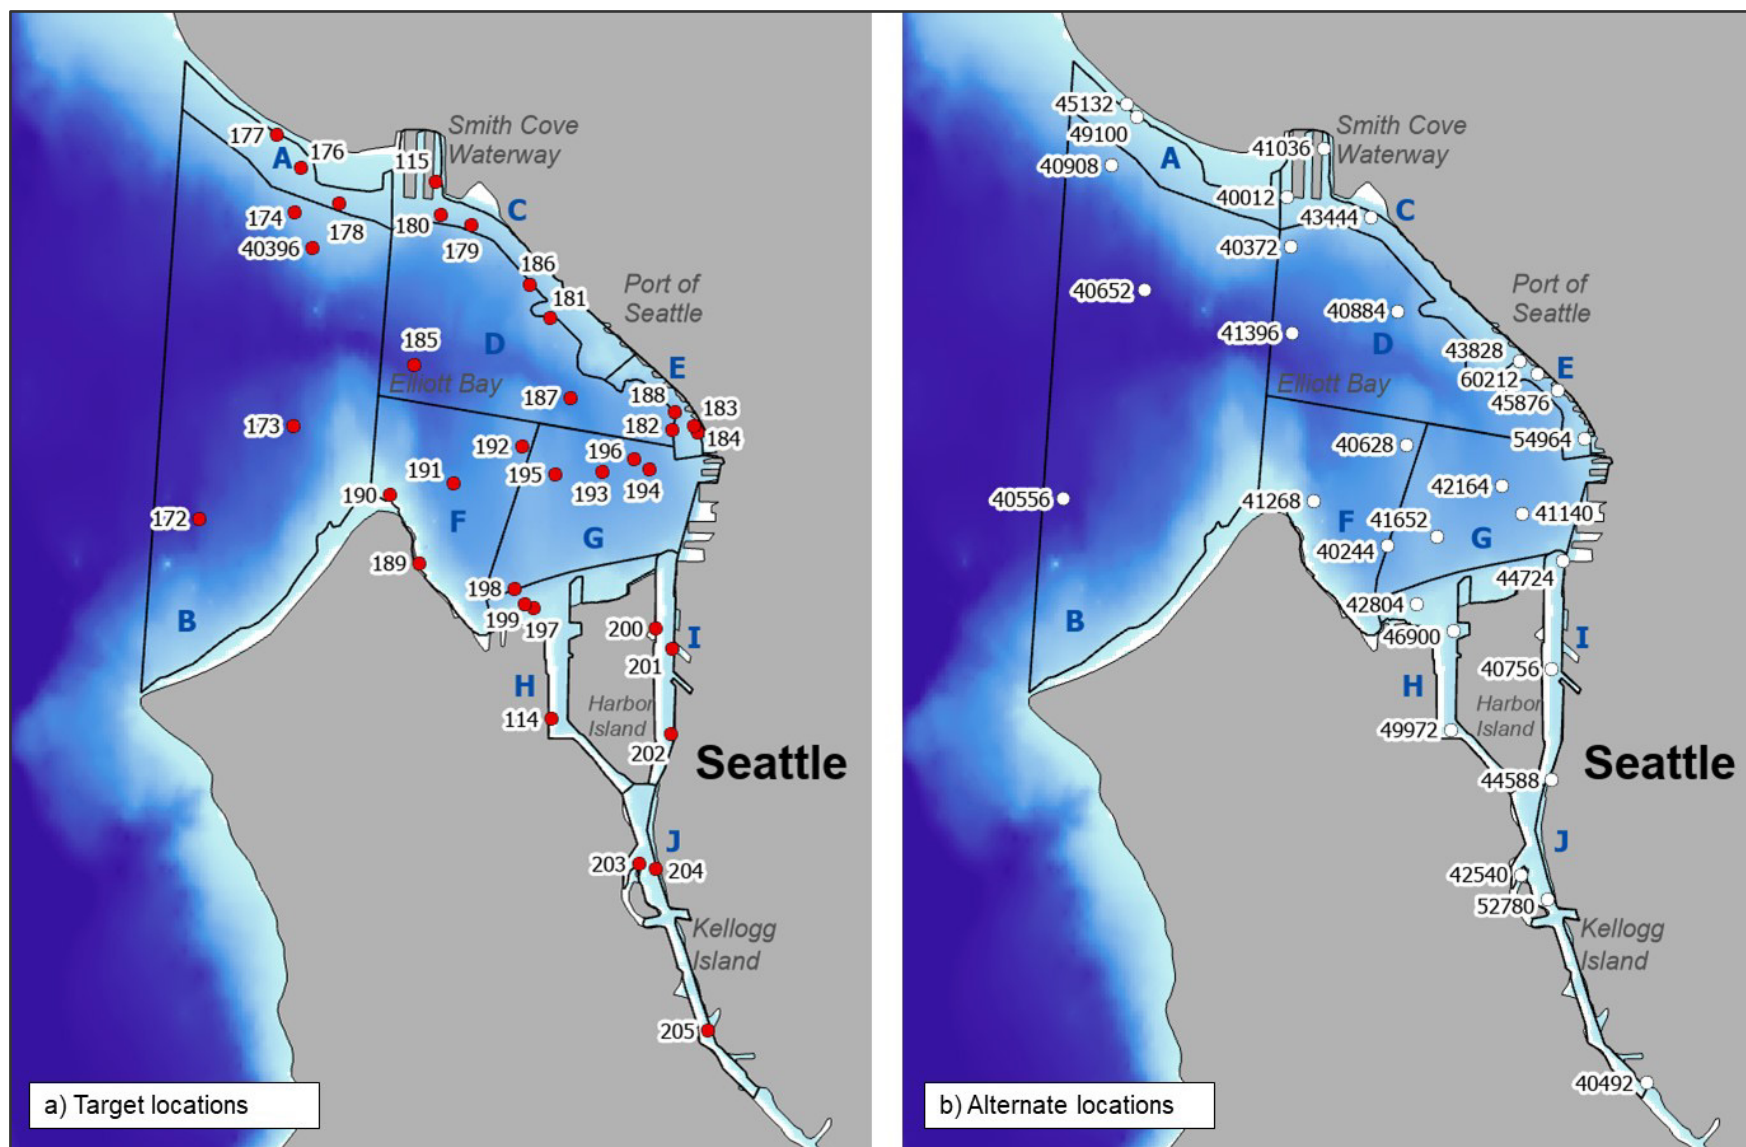 177
A
176
115
Smith Cove
Waterway
174
178
180
C
179
40396
186
Port of
Seattle
181
185
D
E
Elliott Bay
187
188
183
182
184
173
192
196
191
195
193
194
190
172
F
G
189
198
199
197
B
200
I
201
H
Harbor
Island
114
202
Seattle
J
203
204
Kellogg
Island
205
a) Target locations
45132
49100
A
40908
41036
Smith Cove
Waterway
40012
43444
C
40372
40652
Port of
Seattle
40884
41396
D
43828
E
60212
Elliott Bay
45876
40628
54964
42164
40556
41268
41652
41140
F
G
40244
44724
42804
B
46900
I
40756
H
Harbor
Island
49972
Seattle
44588
J
42540
52780
Kellogg
Island
40492
b) Alternate locations